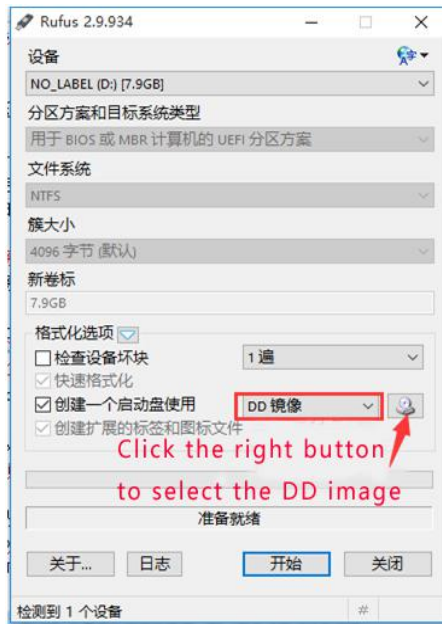 Rufus 2.9.934
设备
NO_LABEL (D:) [7.9GB]
分区方案和目标系统类型
用于 BIOS 或 MBR 计算机的 UEFI 分区方案
文件系统
NTFS
簇大小
4096 字节 (默认)
新卷标
7.9GB
格式化选项
检查设备坏块 1 遍
快速格式化
创建一个启动盘使用 DD 镜像
创建扩展的标签和图标文件
Click the right button
to select the DD image
准备就绪
关于... 日志 开始 关闭
检测到 1 个设备 #